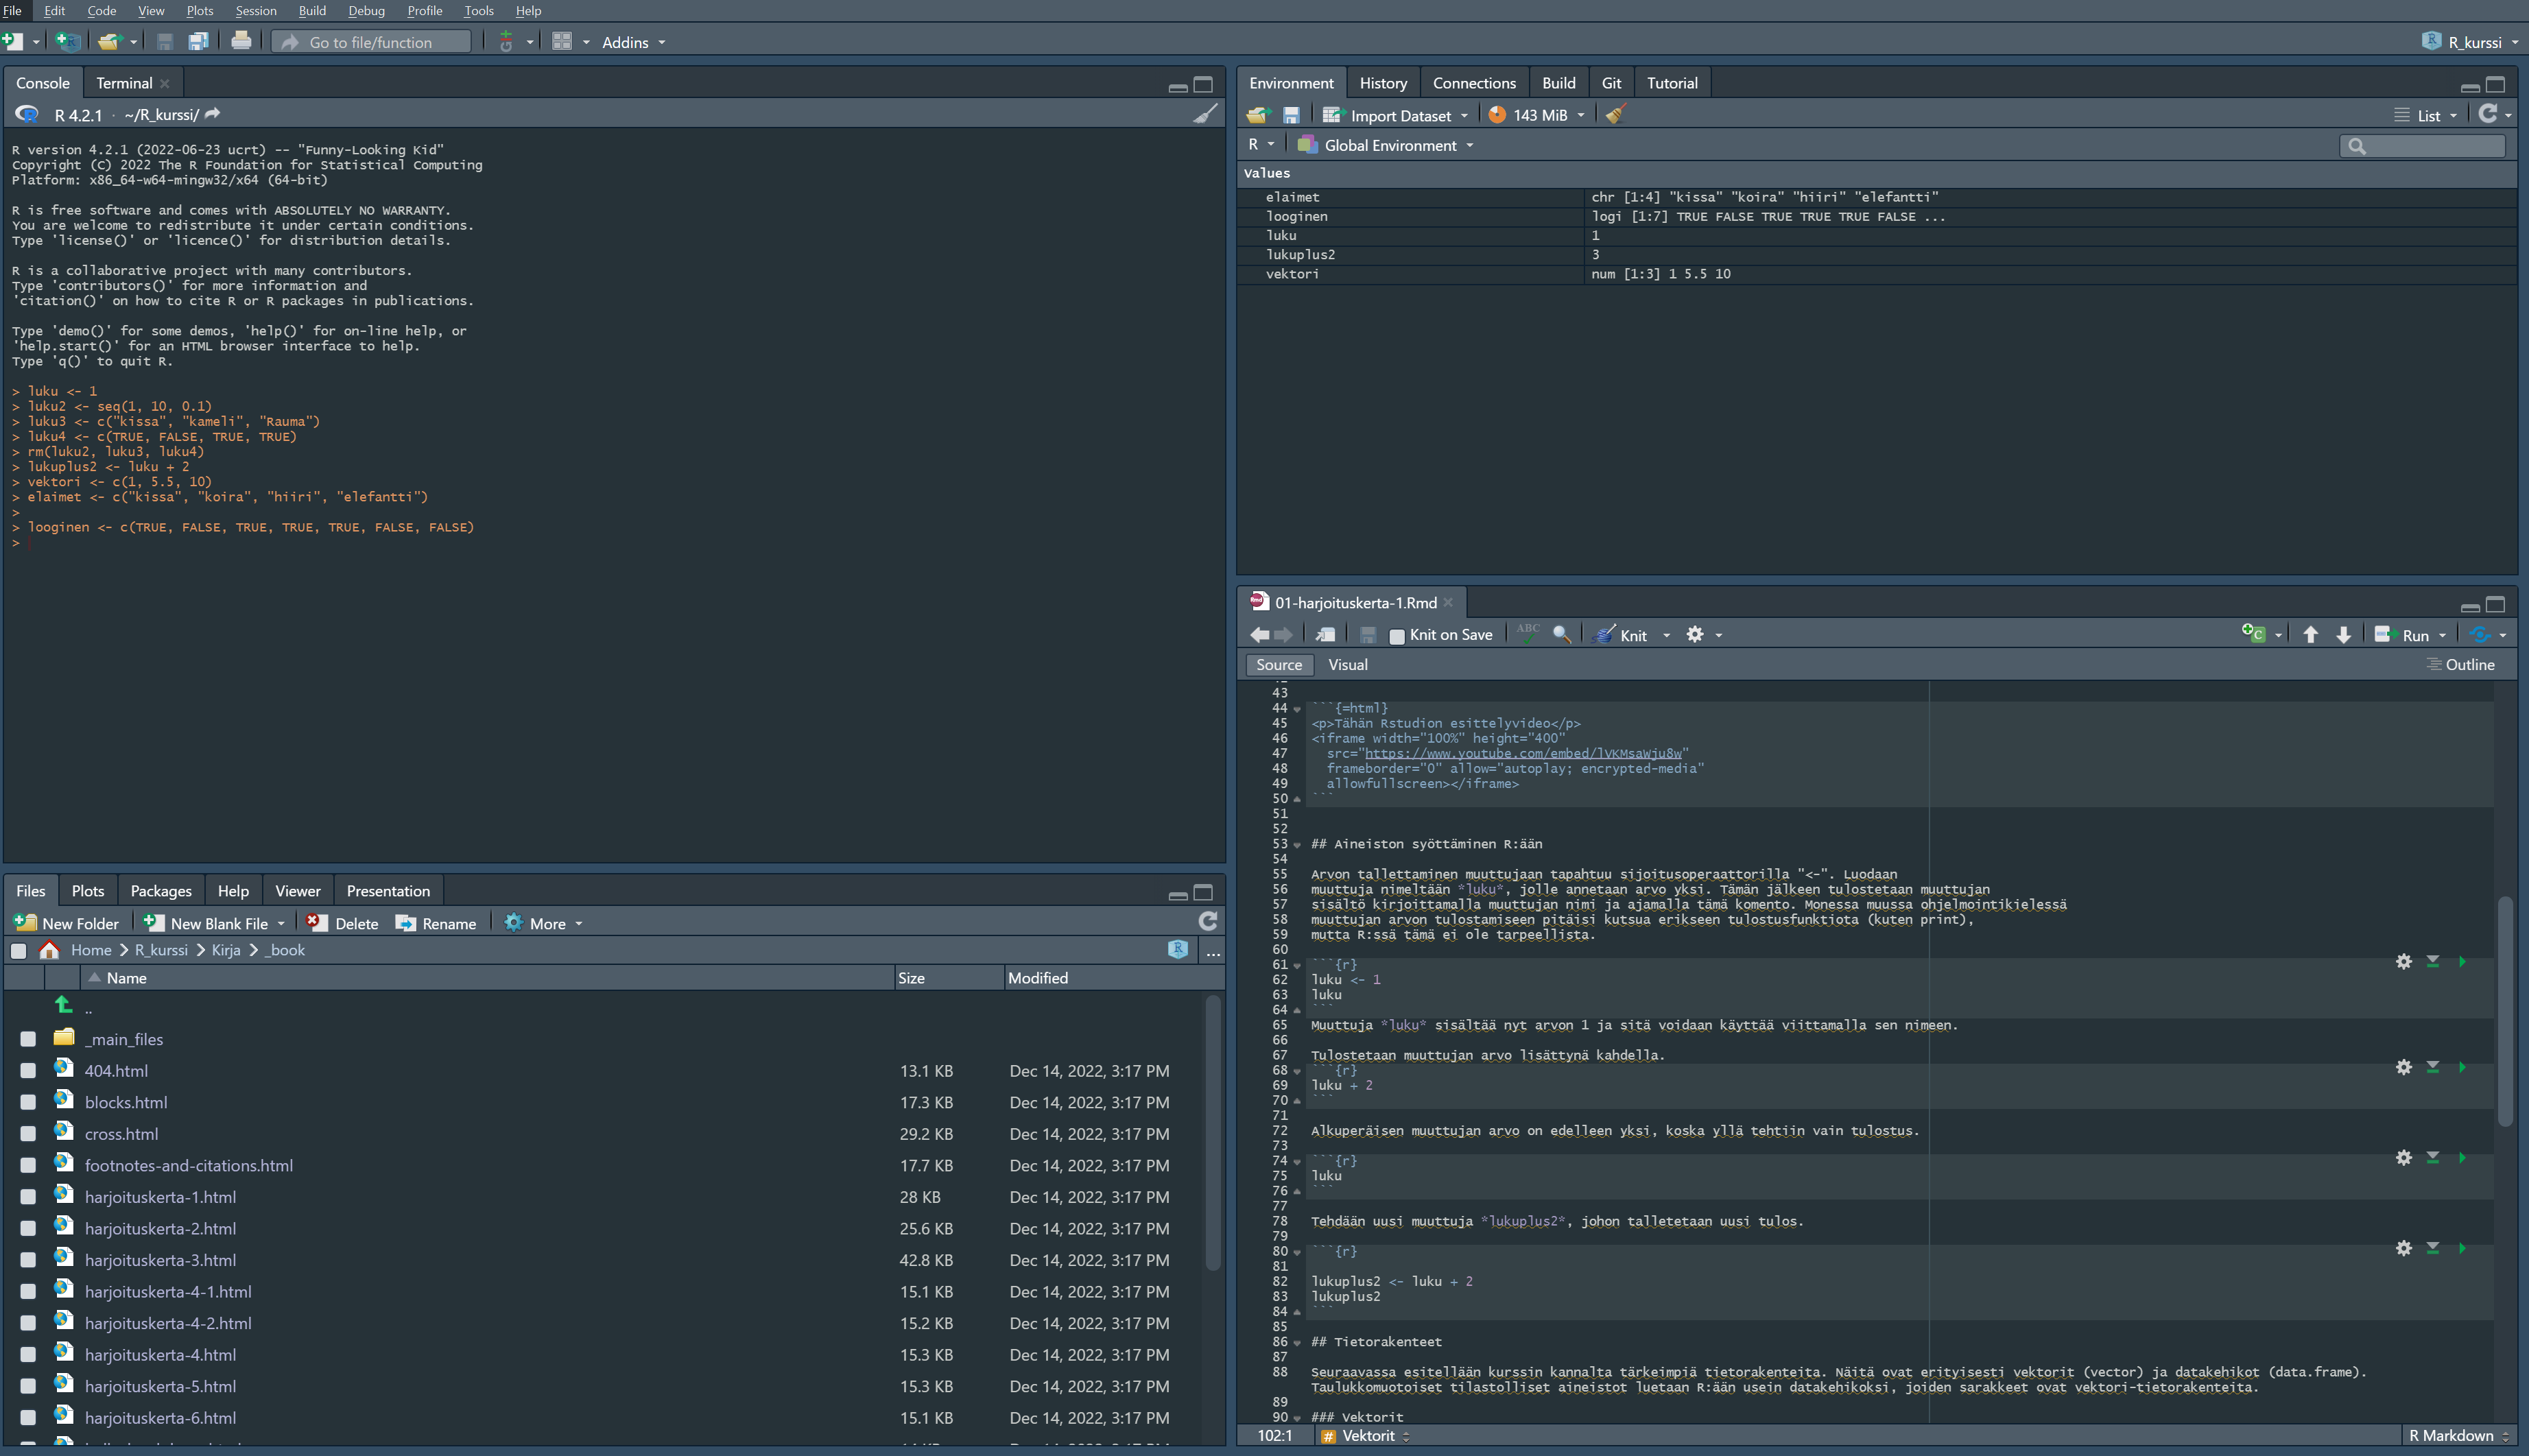 File Edit Code View Plots Session Build Debug Profile Tools Help
Go to file/function Addins R_kurssi
Console Terminal
R 4.2.1 · ~/R_kurssi/
R version 4.2.1 (2022-06-23 ucrt) -- "Funny-Looking Kid"
Copyright (C) 2022 The R Foundation for Statistical Computing
Platform: x86_64-w64-mingw32/x64 (64-bit)
R is free software and comes with ABSOLUTELY NO WARRANTY.
You are welcome to redistribute it under certain conditions.
Type 'license()' or 'licence()' for distribution details.
R is a collaborative project with many contributors.
Type 'contributors()' for more information and
'citation()' on how to cite R or R packages in publications.
Type 'demo()' for some demos, 'help()' for on-line help, or
'help.start()' for an HTML browser interface to help.
Type 'q()' to quit R.
> luku <- 1
> luku2 <- seq(1, 10, 0.1)
> luku3 <- c("kissa", "kameli", "Rauma")
> luku4 <- c(TRUE, FALSE, TRUE, TRUE)
> rm(luku2, luku3, luku4)
> lukuplus2 <- luku + 2
> vektori <- c(1, 5.5, 10)
> elaimet <- c("kissa", "koira", "hiiri", "elefantti")
>
> looginen <- c(TRUE, FALSE, TRUE, TRUE, TRUE, FALSE, FALSE)
>
Files Plots Packages Help Viewer Presentation
New Folder New Blank File Delete Rename More
Home R_kurssi Kirja _book ...
Name Size Modified
..
_main_files
404.html 13.1 KB Dec 14, 2022, 3:17 PM
blocks.html 17.3 KB Dec 14, 2022, 3:17 PM
cross.html 29.2 KB Dec 14, 2022, 3:17 PM
footnotes-and-citations.html 17.7 KB Dec 14, 2022, 3:17 PM
harjoituskerta-1.html 28 KB Dec 14, 2022, 3:17 PM
harjoituskerta-2.html 25.6 KB Dec 14, 2022, 3:17 PM
harjoituskerta-3.html 42.8 KB Dec 14, 2022, 3:17 PM
harjoituskerta-4-1.html 15.1 KB Dec 14, 2022, 3:17 PM
harjoituskerta-4-2.html 15.2 KB Dec 14, 2022, 3:17 PM
harjoituskerta-4.html 15.3 KB Dec 14, 2022, 3:17 PM
harjoituskerta-5.html 15.3 KB Dec 14, 2022, 3:17 PM
harjoituskerta-6.html 15.1 KB Dec 14, 2022, 3:17 PM
Environment History Connections Build Git Tutorial
Import Dataset 143 MiB List
R Global Environment
Values
elaimet chr [1:4] "kissa" "koira" "hiiri" "elefantti"
looginen logi [1:7] TRUE FALSE TRUE TRUE TRUE FALSE ...
luku 1
lukuplus2 3
vektori num [1:3] 1 5.5 10
01-harjoituskerta-1.Rmd
Knit on Save ABC Knit Run
Source Visual Outline
43
44 ```{=html}
45 <p>Tähän Rstudion esittelyvideo</p>
46 <iframe width="100%" height="400"
47 src="https://www.youtube.com/embed/lVKMsaWju8w"
48 frameborder="0" allow="autoplay; encrypted-media"
49 allowfullscreen></iframe>
50 ```
51
52
53 ## Aineiston syöttäminen R:ään
54
55 Arvon tallettaminen muuttujaan tapahtuu sijoitusoperaattorilla "<-". Luodaan
56 muuttuja nimeltään *luku*, jolle annetaan arvo yksi. Tämän jälkeen tulostetaan muuttujan
57 sisältö kirjoittamalla muuttujan nimi ja ajamalla tämä komento. Monessa muussa ohjelmointikielessä
58 muuttujan arvon tulostamiseen pitäisi kutsua erikseen tulostusfunktiota (kuten print),
59 mutta R:ssä tämä ei ole tarpeellista.
60
61 ```{r}
62 luku <- 1
63 luku
64 ```
65 Muuttuja *luku* sisältää nyt arvon 1 ja sitä voidaan käyttää viittamalla sen nimeen.
66
67 Tulostetaan muuttujan arvo lisättynä kahdella.
68 ```{r}
69 luku + 2
70 ```
71
72 Alkuperäisen muuttujan arvo on edelleen yksi, koska yllä tehtiin vain tulostus.
73
74 ```{r}
75 luku
76 ```
77
78 Tehdään uusi muuttuja *lukuplus2*, johon talletetaan uusi tulos.
79
80 ```{r}
81
82 lukuplus2 <- luku + 2
83 lukuplus2
84 ```
85
86 ## Tietorakenteet
87
88 Seuraavassa esitellään kurssin kannalta tärkeimpiä tietorakenteita. Näitä ovat erityisesti vektorit (vector) ja datakehikot (data.frame).
Taulukkomuotoiset tilastolliset aineistot luetaan R:ään usein datakehikoksi, joiden sarakkeet ovat vektori-tietorakenteita.
89
90 ### Vektorit
102:1 # Vektorit R Markdown